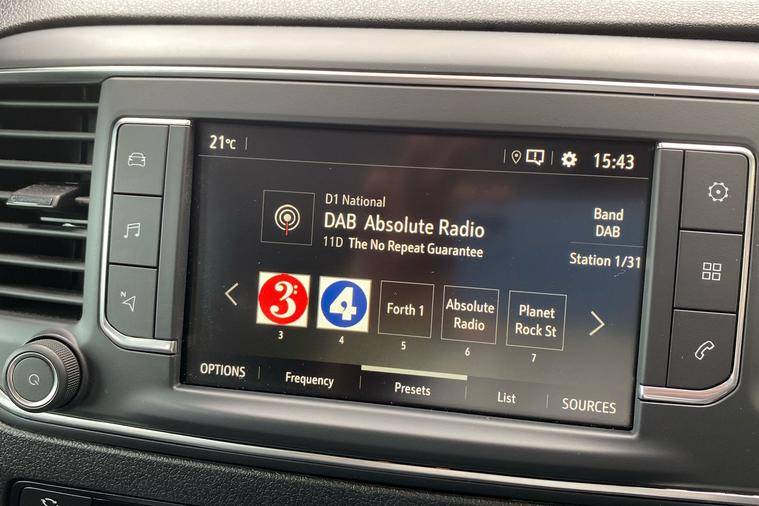 21°C
15:43
D1 National
DAB Absolute Radio
11D The No Repeat Guarantee
Band
DAB
Station 1/31
3:
4
Forth 1
Absolute
Radio
Planet
Rock St
3
4
5
6
7
OPTIONS
Frequency
Presets
List
SOURCES
N
Q